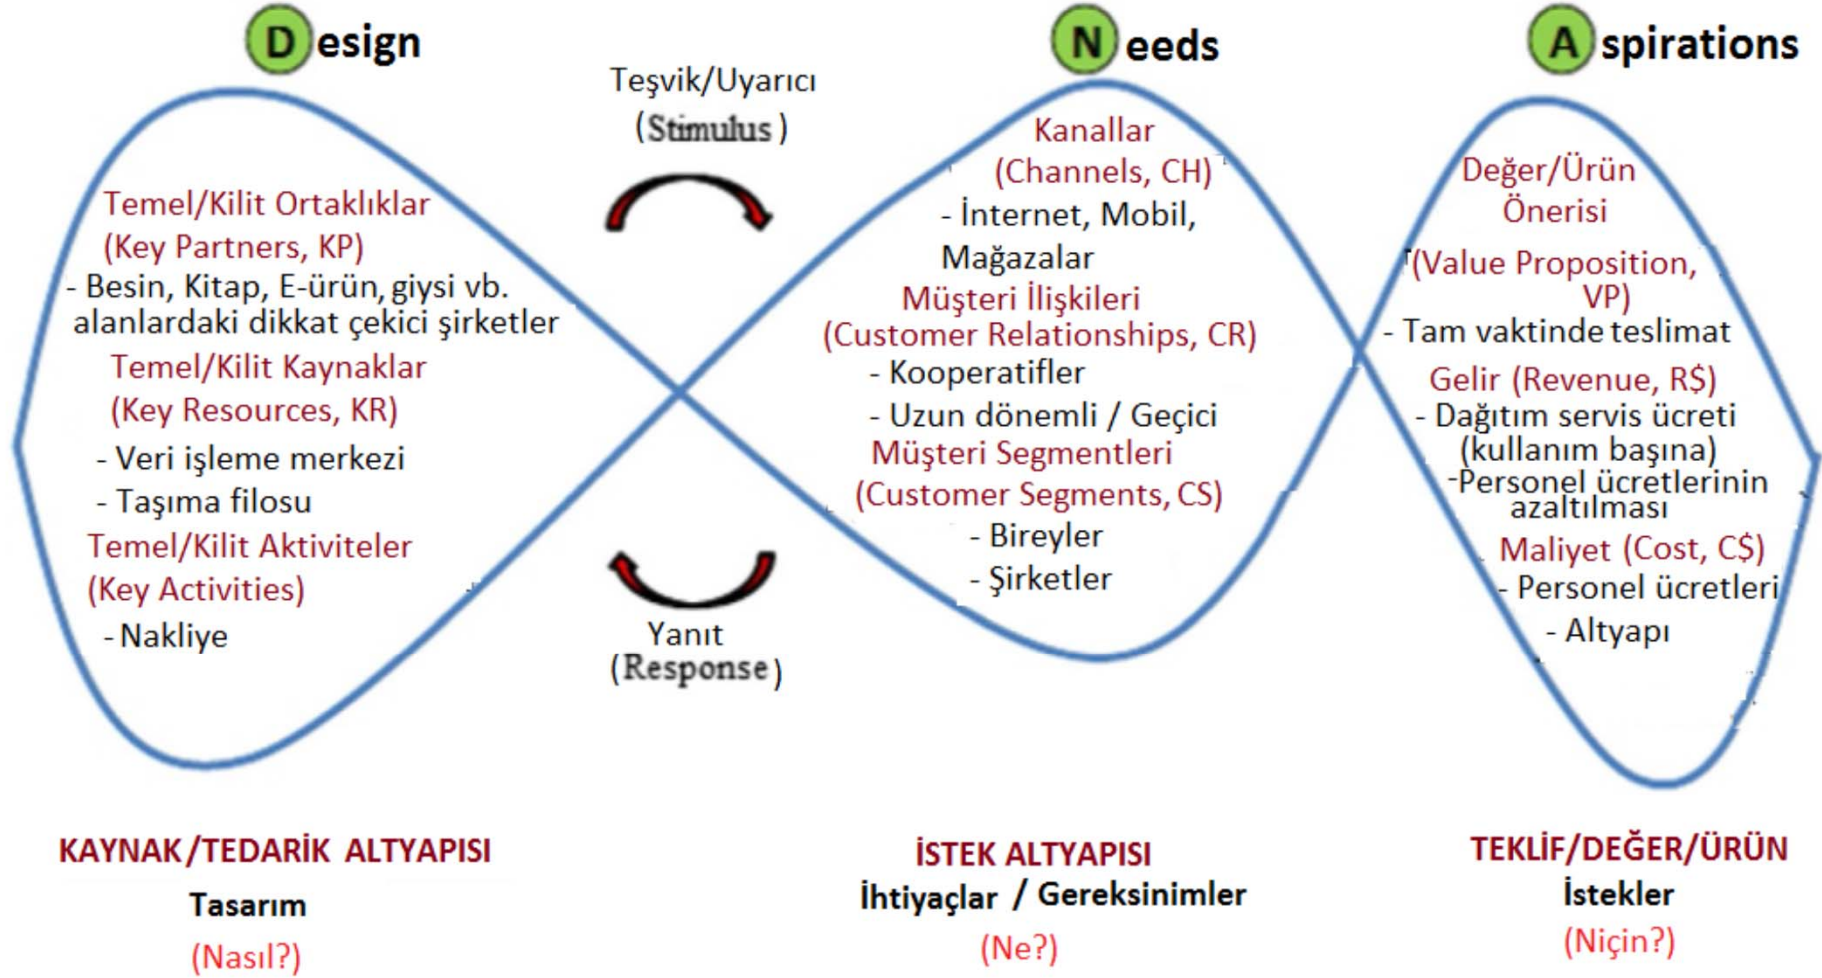 Design
Temel/Kilit Ortaklıklar
(Key Partners, KP)
- Besin, Kitap, E-ürün, giysi vb.
alanlardaki dikkat çekici şirketler
Temel/Kilit Kaynaklar
(Key Resources, KR)
- Veri işleme merkezi
- Taşıma filosu
Temel/Kilit Aktiviteler
(Key Activities)
- Nakliye
KAYNAK/TEDARİK ALTYAPISI
Tasarım
(Nasıl?)
Teşvik/Uyarıcı
(Stimulus)
Yanıt
(Response)
Needs
Kanallar
(Channels, CH)
- İnternet, Mobil,
Mağazalar
Müşteri İlişkileri
(Customer Relationships, CR)
- Kooperatifler
- Uzun dönemli / Geçici
Müşteri Segmentleri
(Customer Segments, CS)
- Bireyler
- Şirketler
İSTEK ALTYAPISI
İhtiyaçlar / Gereksinimler
(Ne?)
Aspirations
Değer/Ürün
Önerisi
(Value Proposition,
VP)
- Tam vaktinde teslimat
Gelir (Revenue, R$)
- Dağıtım servis ücreti
(kullanım başına)
-Personel ücretlerinin
azaltılması
Maliyet (Cost, C$)
- Personel ücretleri
- Altyapı
TEKLİF/DEĞER/ÜRÜN
İstekler
(Niçin?)